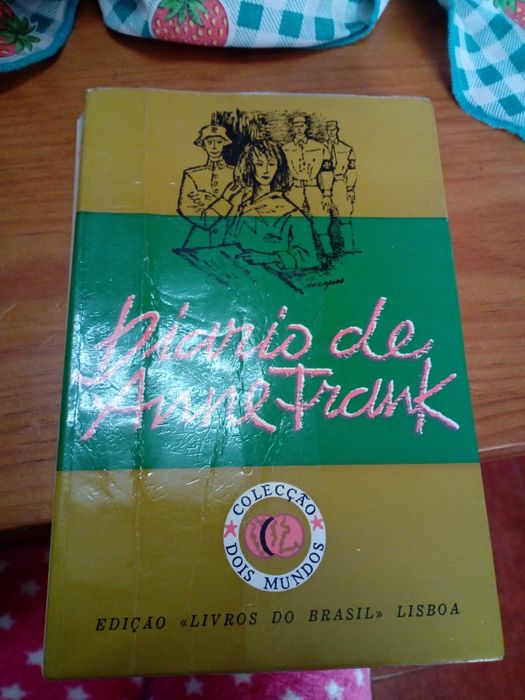 Diario de
Anne Frank
COLECÇÃO
DOIS MUNDOS
EDIÇÃO «LIVROS DO BRASIL» LISBOA